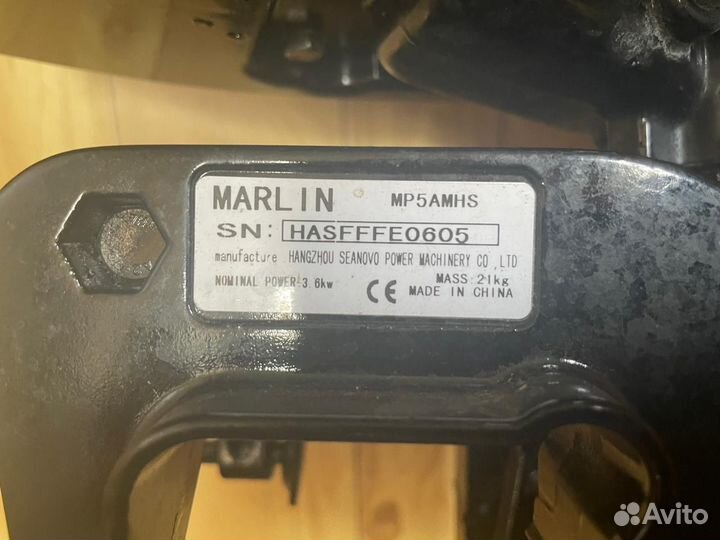 MARLIN MP5AMHS
SN: HASFFFE0605
manufacture HANGZHOU SEANOVO POWER MACHINERY CO ,LTD
NOMINAL POWER 3.6kw CE MASS:21kg
MADE IN CHINA
Avito